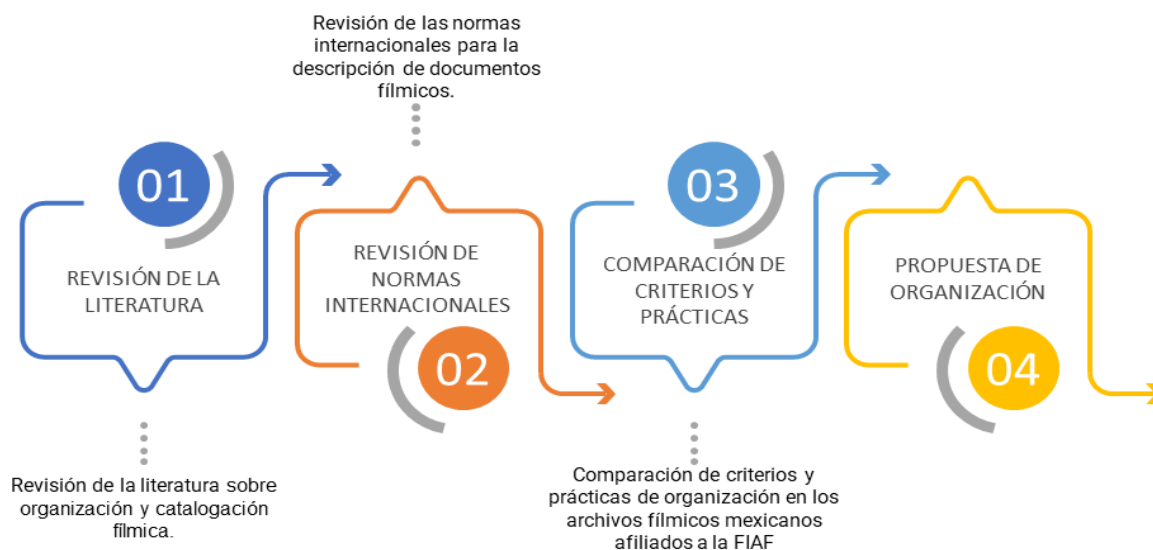 01
REVISIÓN DE LA
LITERATURA
Revisión de la literatura sobre
organización y catalogación
fílmica.
Revisión de las normas
internacionales para la
descripción de documentos
fílmicos.
REVISIÓN DE
NORMAS
INTERNACIONALES
02
03
COMPARACIÓN DE
CRITERIOS Y
PRÁCTICAS
Comparación de criterios y
prácticas de organización en los
archivos fílmicos mexicanos
afiliados a la FIAF
PROPUESTA DE
ORGANIZACIÓN
04